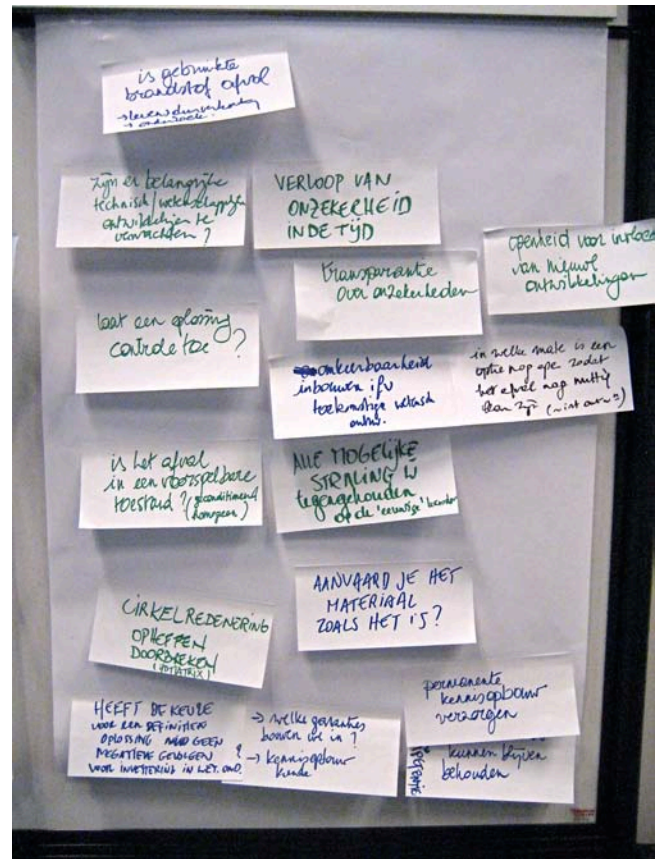 is gebruikte
brandstof afval
→ levensduurverhoging
→ onderzoek
zijn er belangrijke
technisch/wetenschappelijke
ontwikkelingen te
verwachten ?
VERLOOP VAN
ONZEKERHEID
IN DE TIJD
openheid voor invloed
van nieuwe
ontwikkelingen
transparantie
over onzekerheden
laat een oplossing
controle toe ?
omkeerbaarheid
inbouwen ifv
toekomstige
in welke mate is een
optie nog open zodat
het afval nog nuttig
kan zijn
is het afval
in een voorspelbare
toestand ? (geconditioneerd
homogeen)
ALLE MOGELIJKE
STRALING W
tegengehouden
op de 'eeuwige'
AANVAARD JE HET
MATERIAAL
ZOALS HET IS ?
CIRKELREDENERING
OPHEFFEN
DOORBREKEN
permanente
kennisopbouw
verzorgen
HEEFT DE KEUZE
VOOR EEN DEFINITIEVE
OPLOSSING GEEN
NEGATIEVE GEVOLGEN ?
VOOR INVESTERING IN WET. OND.
→ welke garanties
bouwen we in ?
→ kennisopbouw
kunnen blijven
behouden